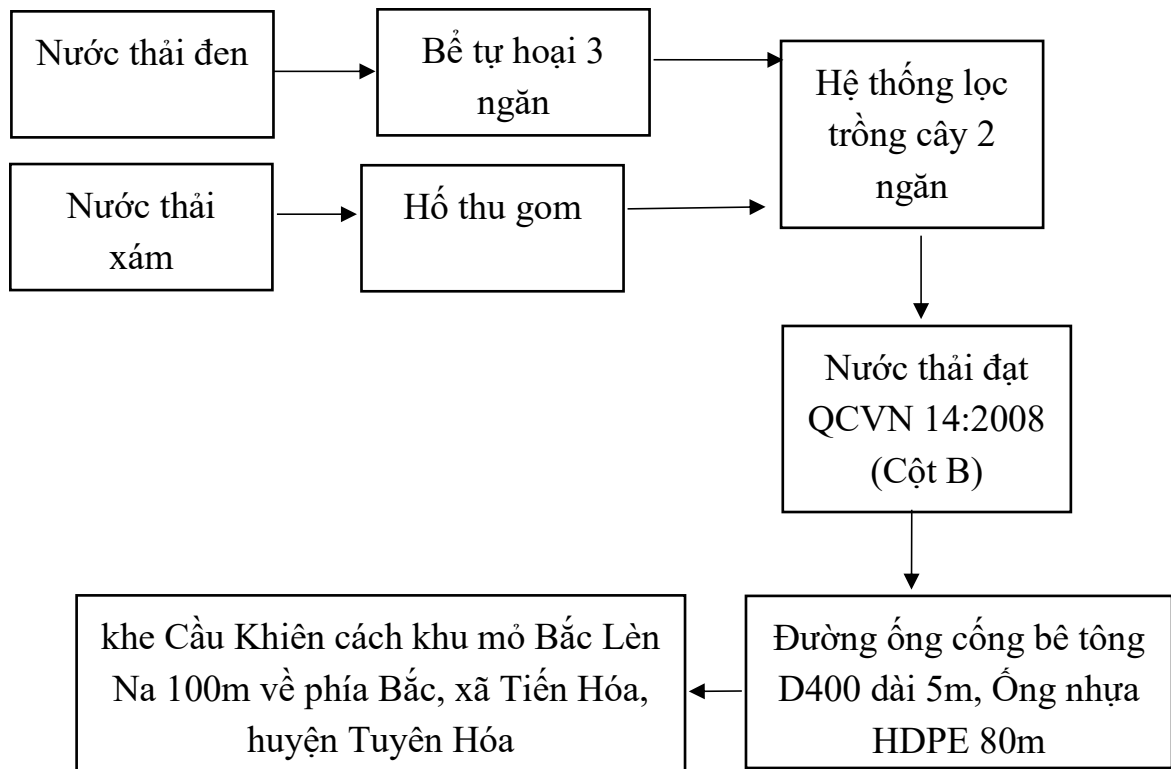 Nước thải đen
Bể tự hoại 3
ngăn
Hệ thống lọc
trồng cây 2
ngăn
Nước thải
xám
Hố thu gom
Nước thải đạt
QCVN 14:2008
(Cột B)
Đường ống cống bê tông
D400 dài 5m, Ống nhựa
HDPE 80m
khe Cầu Khiên cách khu mỏ Bắc Lèn
Na 100m về phía Bắc, xã Tiến Hóa,
huyện Tuyên Hóa